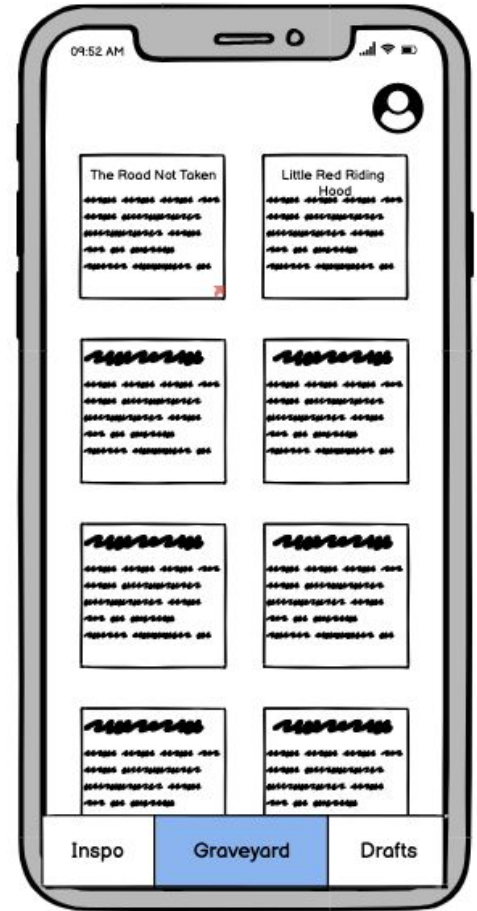 09:52 AM
The Road Not Taken
Little Red Riding
Hood
Inspo
Graveyard
Drafts